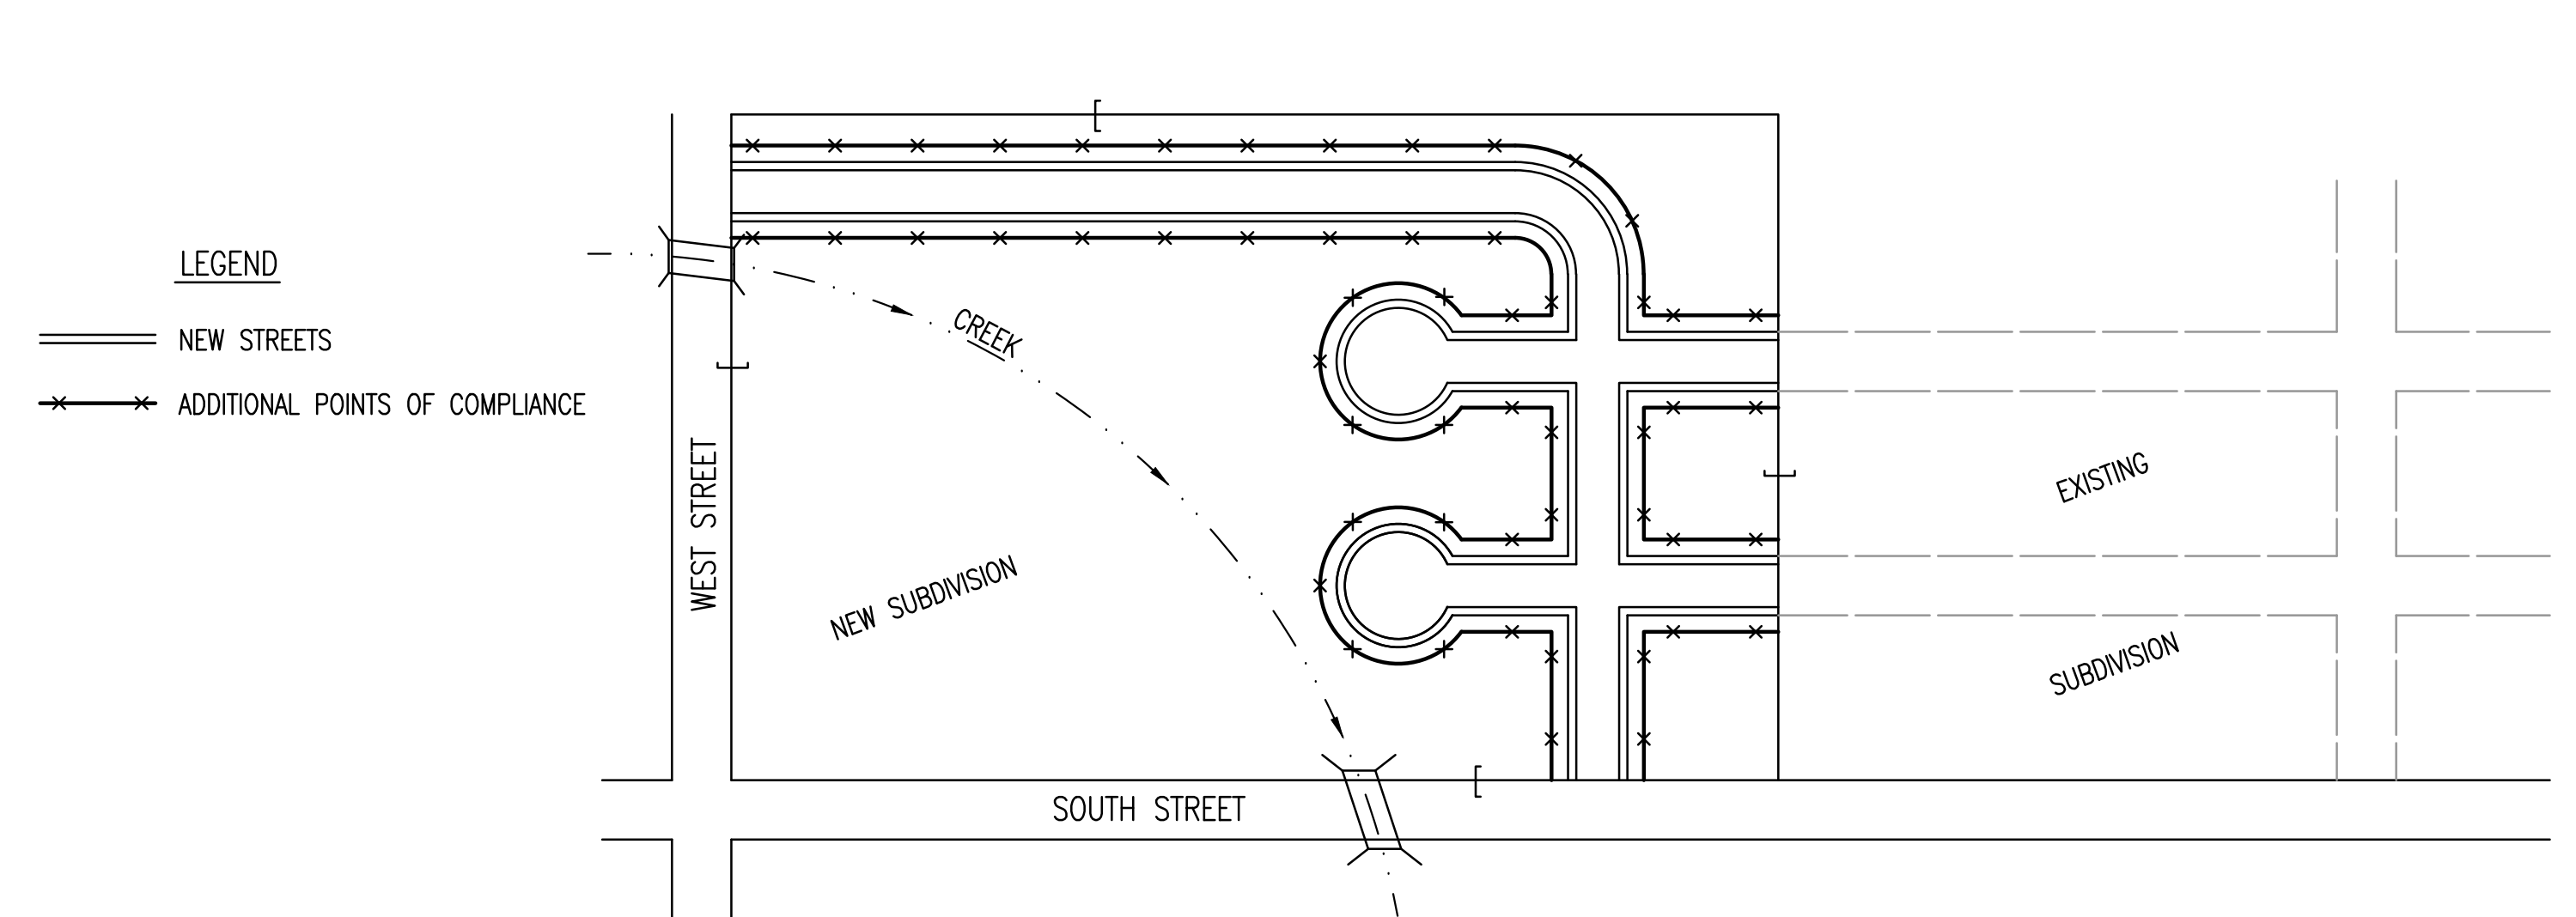 LEGEND
NEW STREETS
ADDITIONAL POINTS OF COMPLIANCE
CREEK
WEST STREET
NEW SUBDIVISION
EXISTING
SUBDIVISION
SOUTH STREET